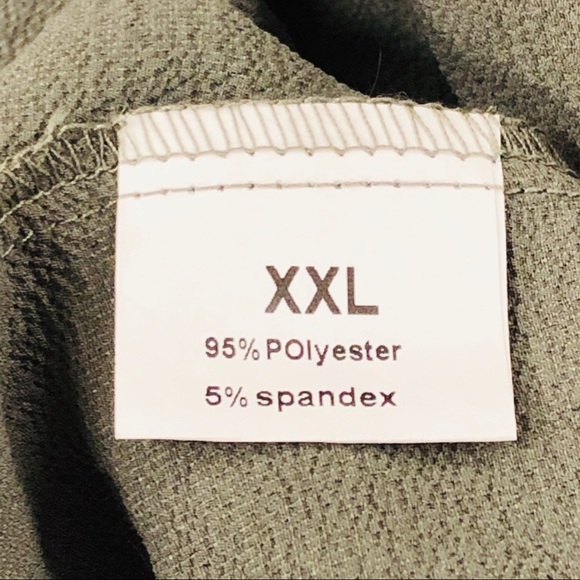 XXL
95% POlyester
5% spandex